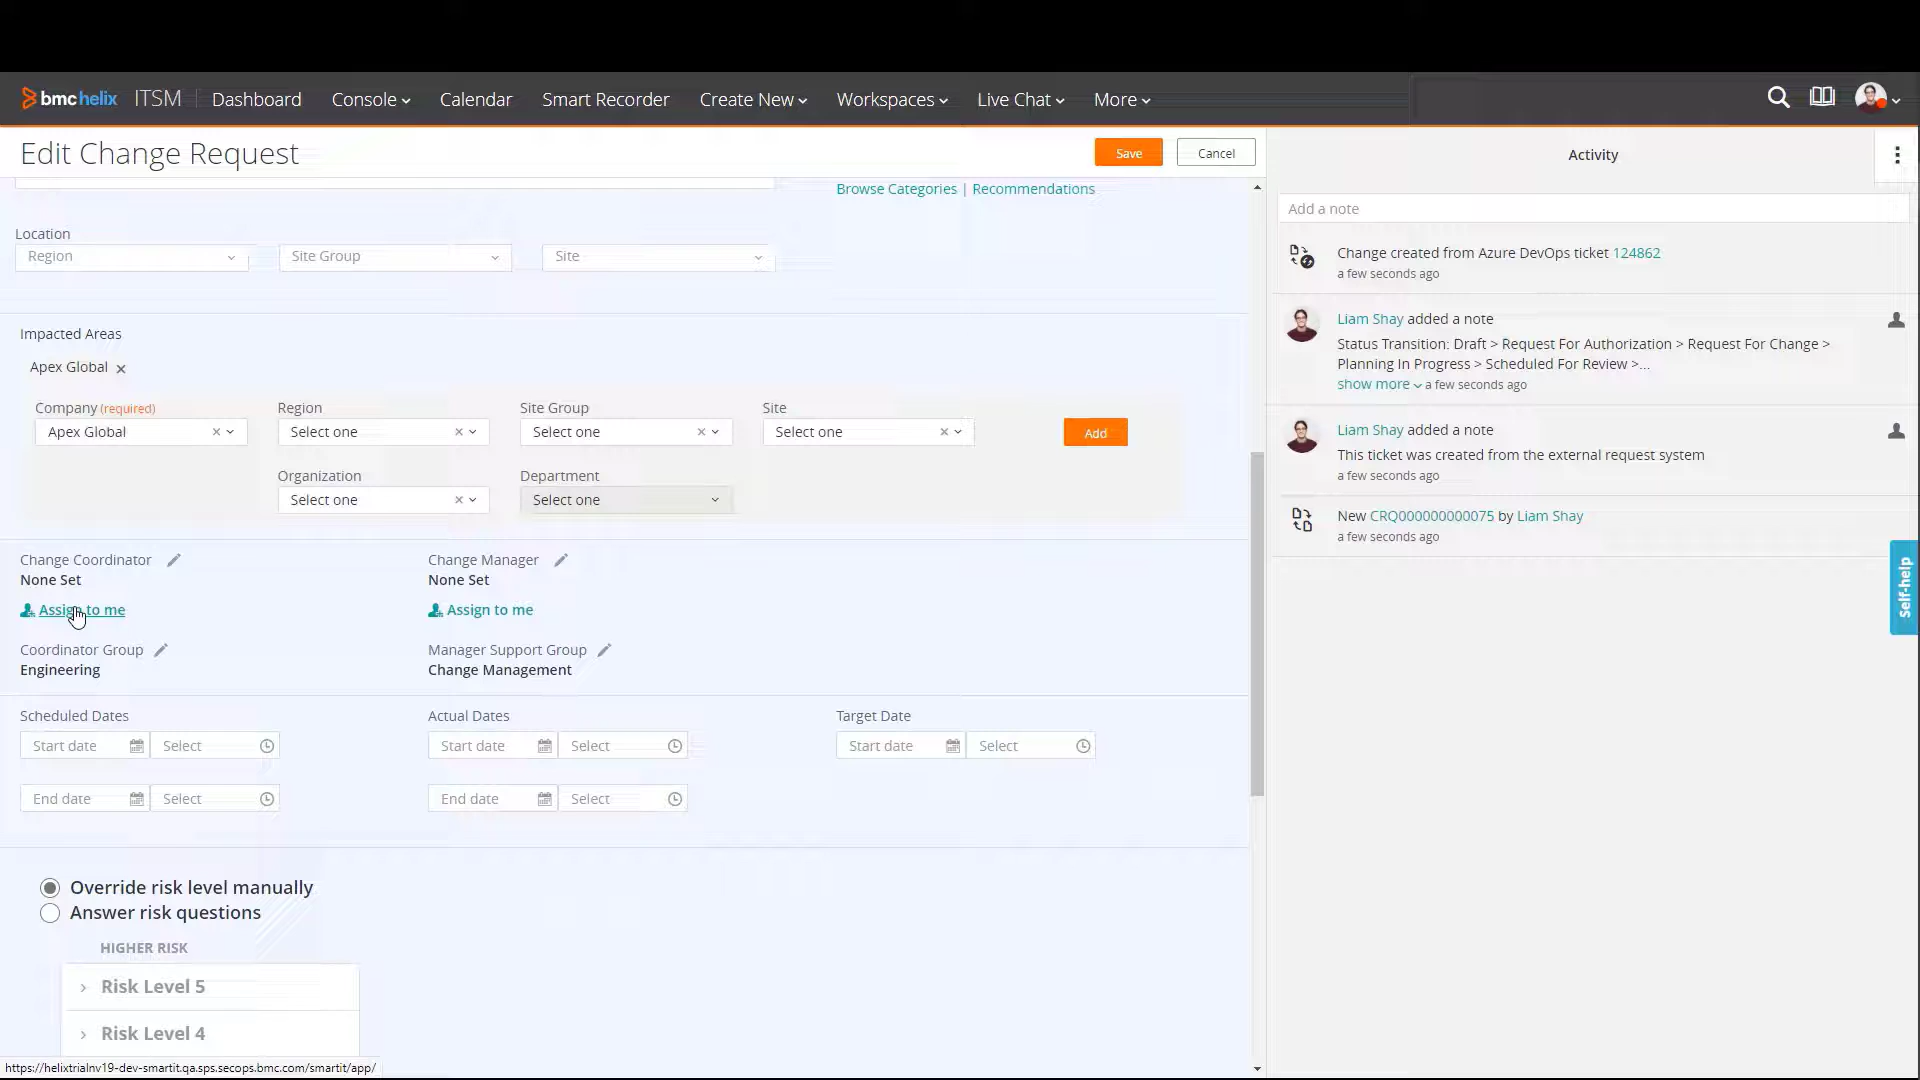 bmchelix ITSM Dashboard Console Calendar Smart Recorder Create New Workspaces Live Chat More
Edit Change Request
Save
Cancel
Browse Categories | Recommendations
Location
Region
Site Group
Site
Impacted Areas
Apex Global
Company (required)
Region
Site Group
Site
Apex Global
Select one
Select one
Select one
Add
Organization
Department
Select one
Select one
Change Coordinator
Change Manager
None Set
None Set
Assign to me
Assign to me
Coordinator Group
Manager Support Group
Engineering
Change Management
Scheduled Dates
Actual Dates
Target Date
Start date
Select
Start date
Select
Start date
Select
End date
Select
End date
Select
Override risk level manually
Answer risk questions
HIGHER RISK
Risk Level 5
Risk Level 4
https://helixtrialnv19-dev-smartit.qa.sps.secops.bmc.com/smartit/app/
Activity
Add a note
Change created from Azure DevOps ticket 124862
a few seconds ago
Liam Shay added a note
Status Transition: Draft > Request For Authorization > Request For Change >
Planning In Progress > Scheduled For Review >...
show more a few seconds ago
Liam Shay added a note
This ticket was created from the external request system
a few seconds ago
New CRQ000000000075 by Liam Shay
a few seconds ago
Self-help